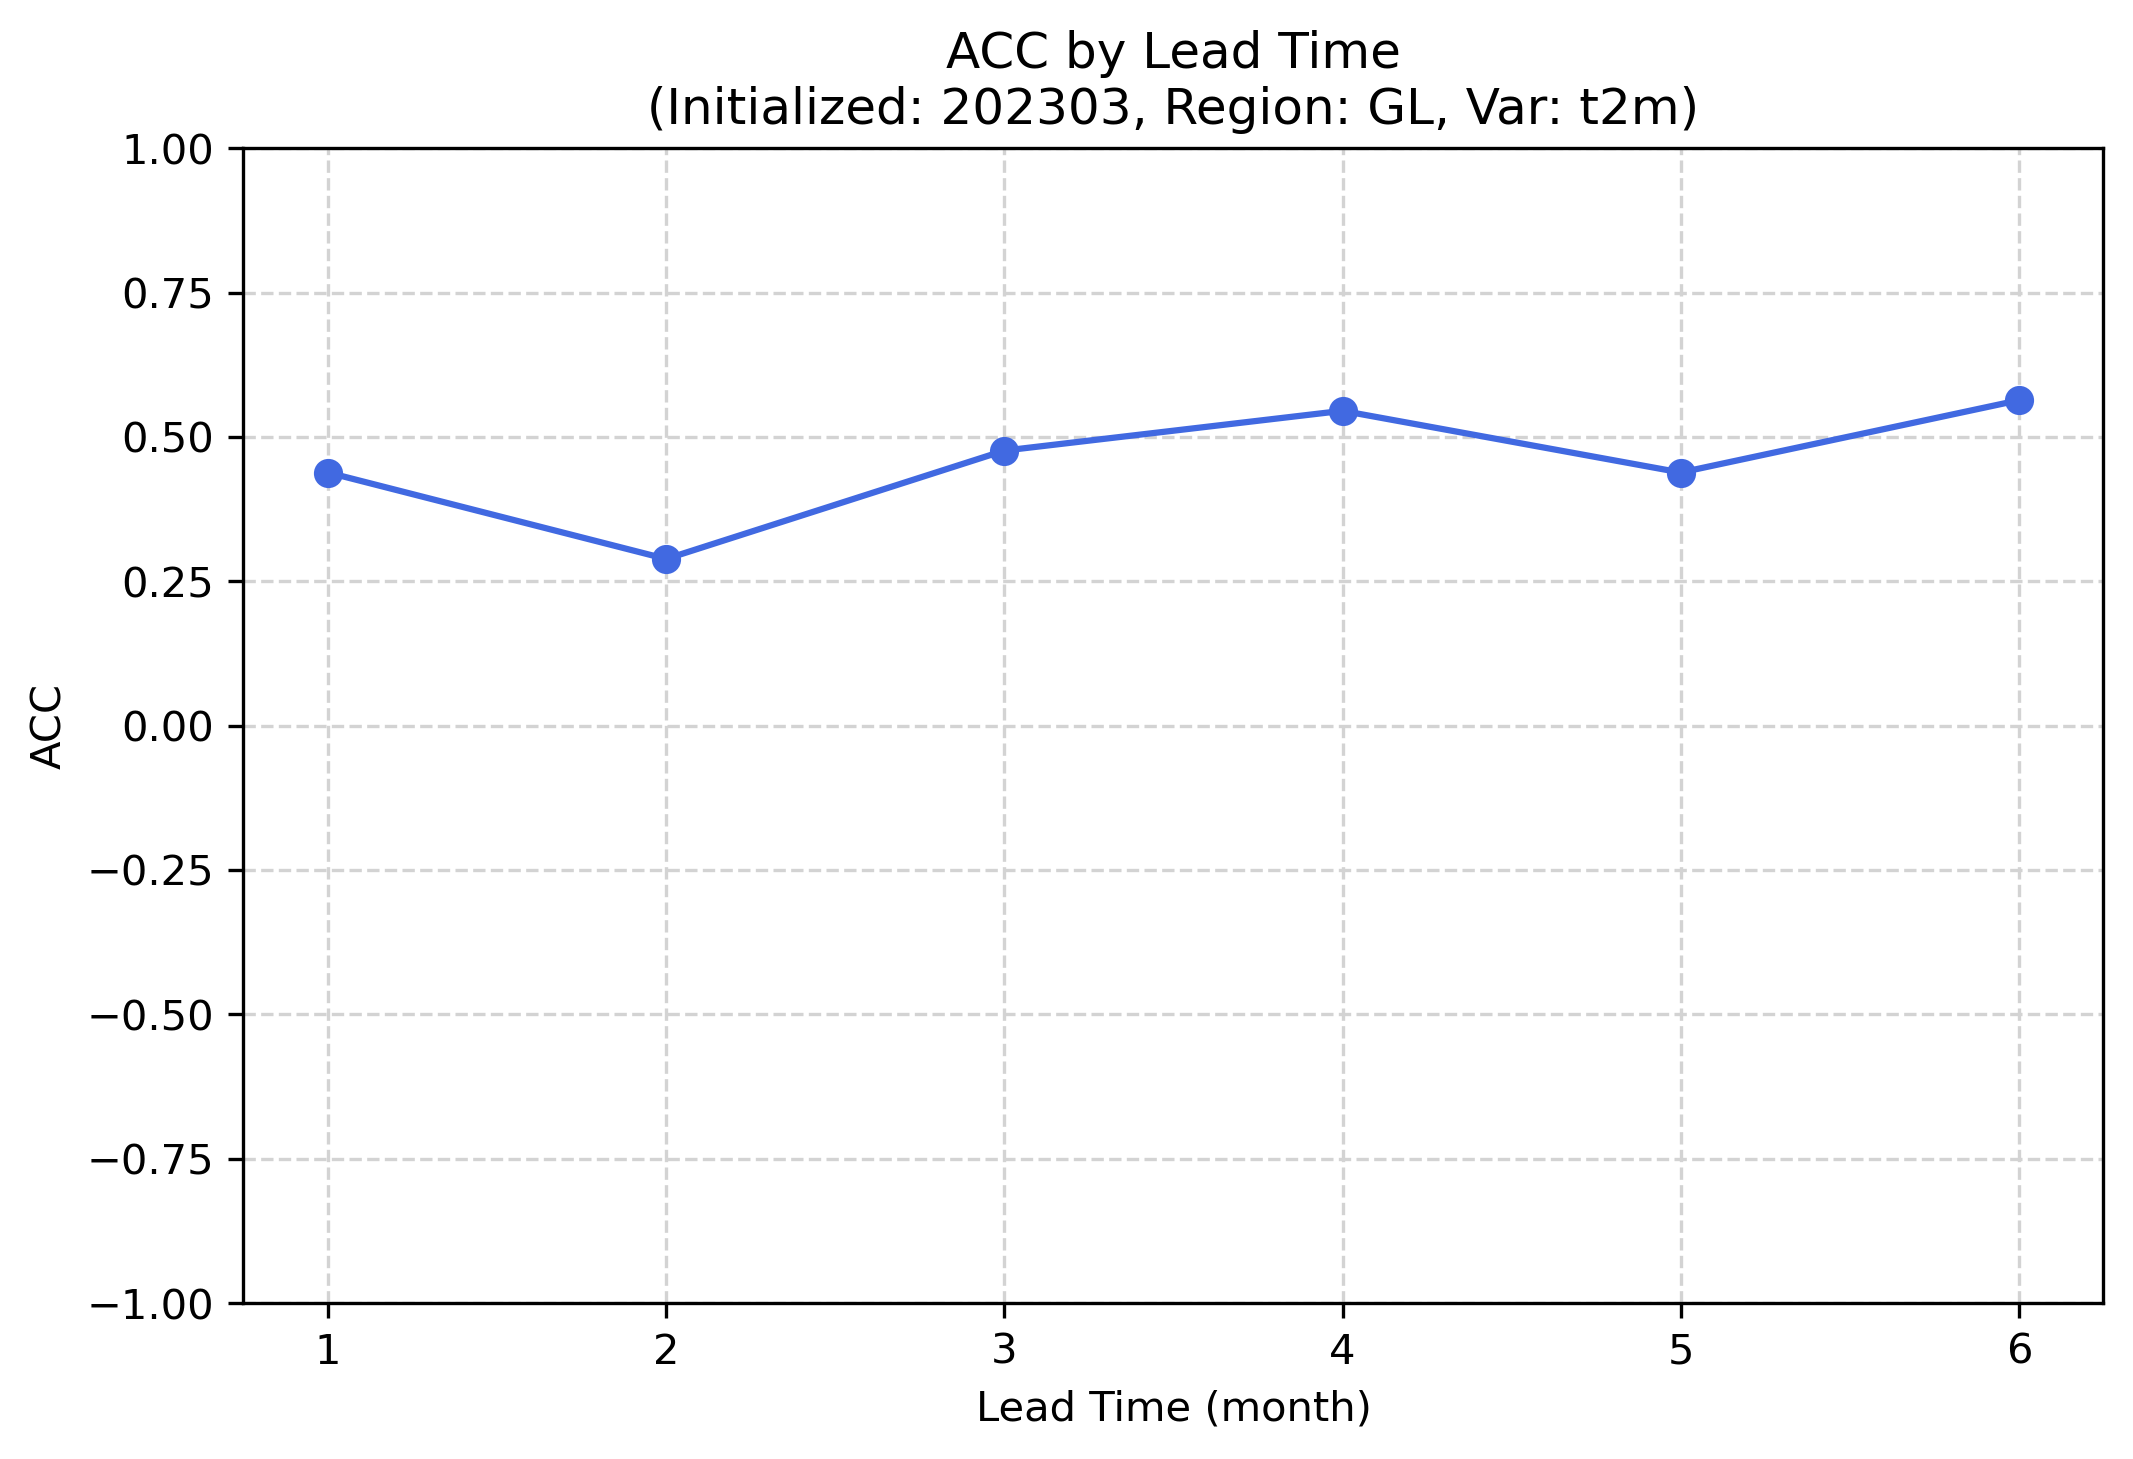 ACC by Lead Time
(Initialized: 202303, Region: GL, Var: t2m)
1.00
0.75
0.50
0.25
0.00
−0.25
−0.50
−0.75
−1.00
ACC
1 2 3 4 5 6
Lead Time (month)